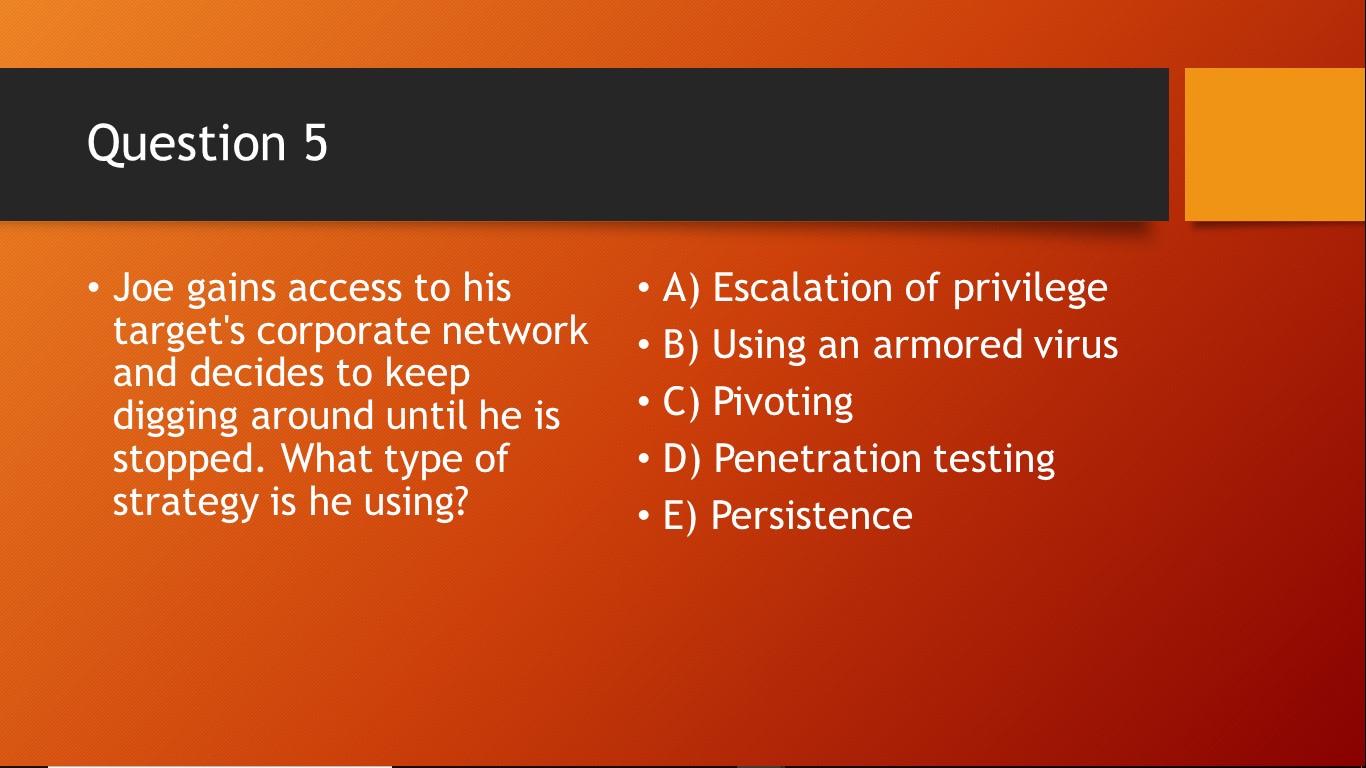 Question 5
• Joe gains access to his
target's corporate network
and decides to keep
digging around until he is
stopped. What type of
strategy is he using?
• A) Escalation of privilege
• B) Using an armored virus
• C) Pivoting
• D) Penetration testing
• E) Persistence